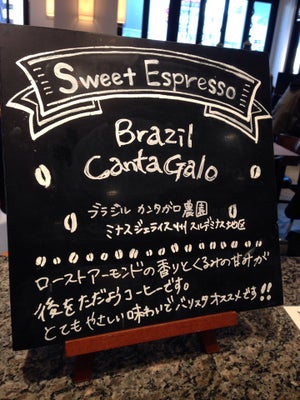 Sweet Espresso
Brazil
CantaGalo
ブラジル カンタガロ 農園
ミナスジェライス州 スルデミナス地区
ローストアーモンドの香りとくるみの甘味が
後をただようコーヒーです。
とてもやさしい味わいでバリスタオススメです!!